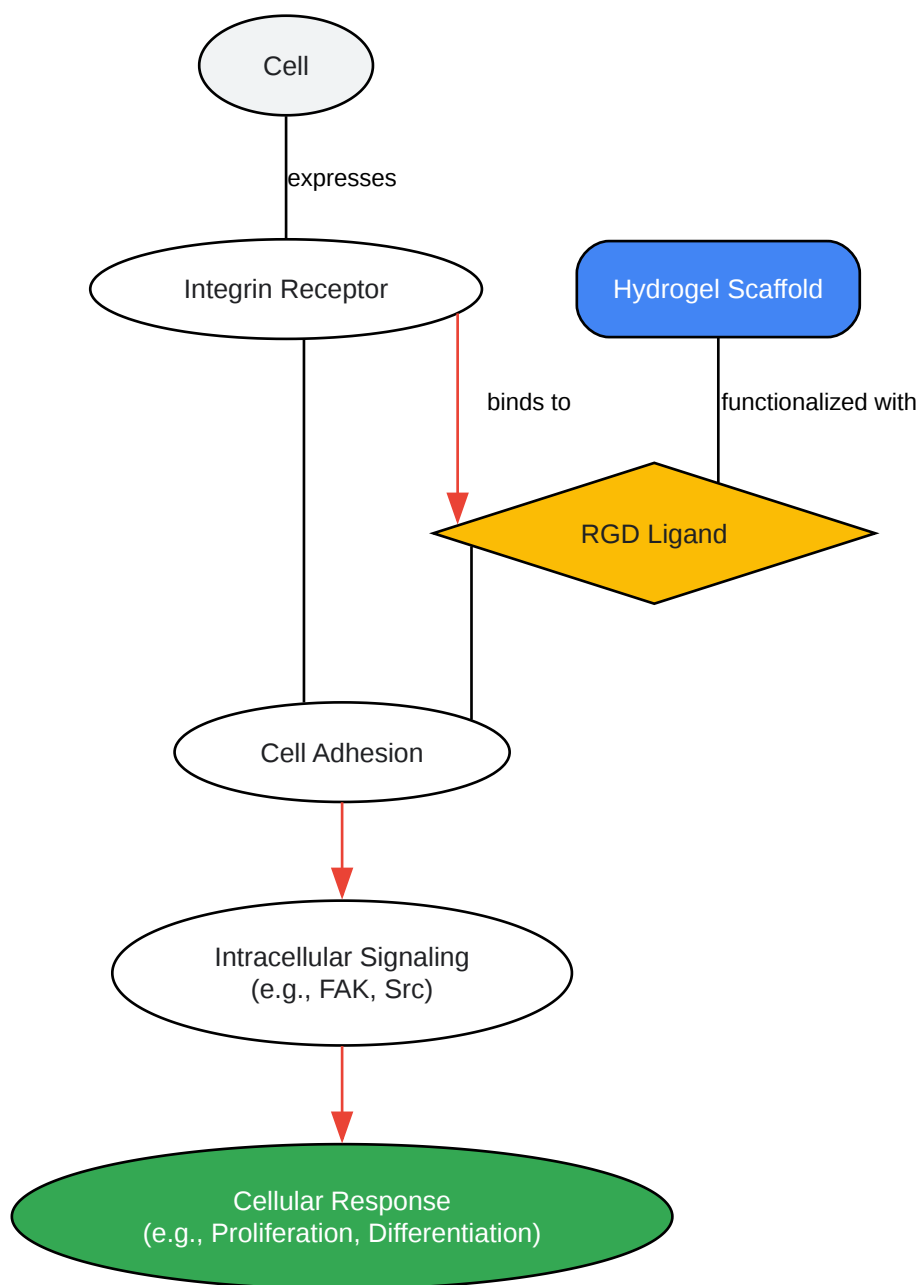 Cell
expresses
Integrin Receptor
Hydrogel Scaffold
binds to
functionalized with
RGD Ligand
Cell Adhesion
Intracellular Signaling
(e.g., FAK, Src)
Cellular Response
(e.g., Proliferation, Differentiation)